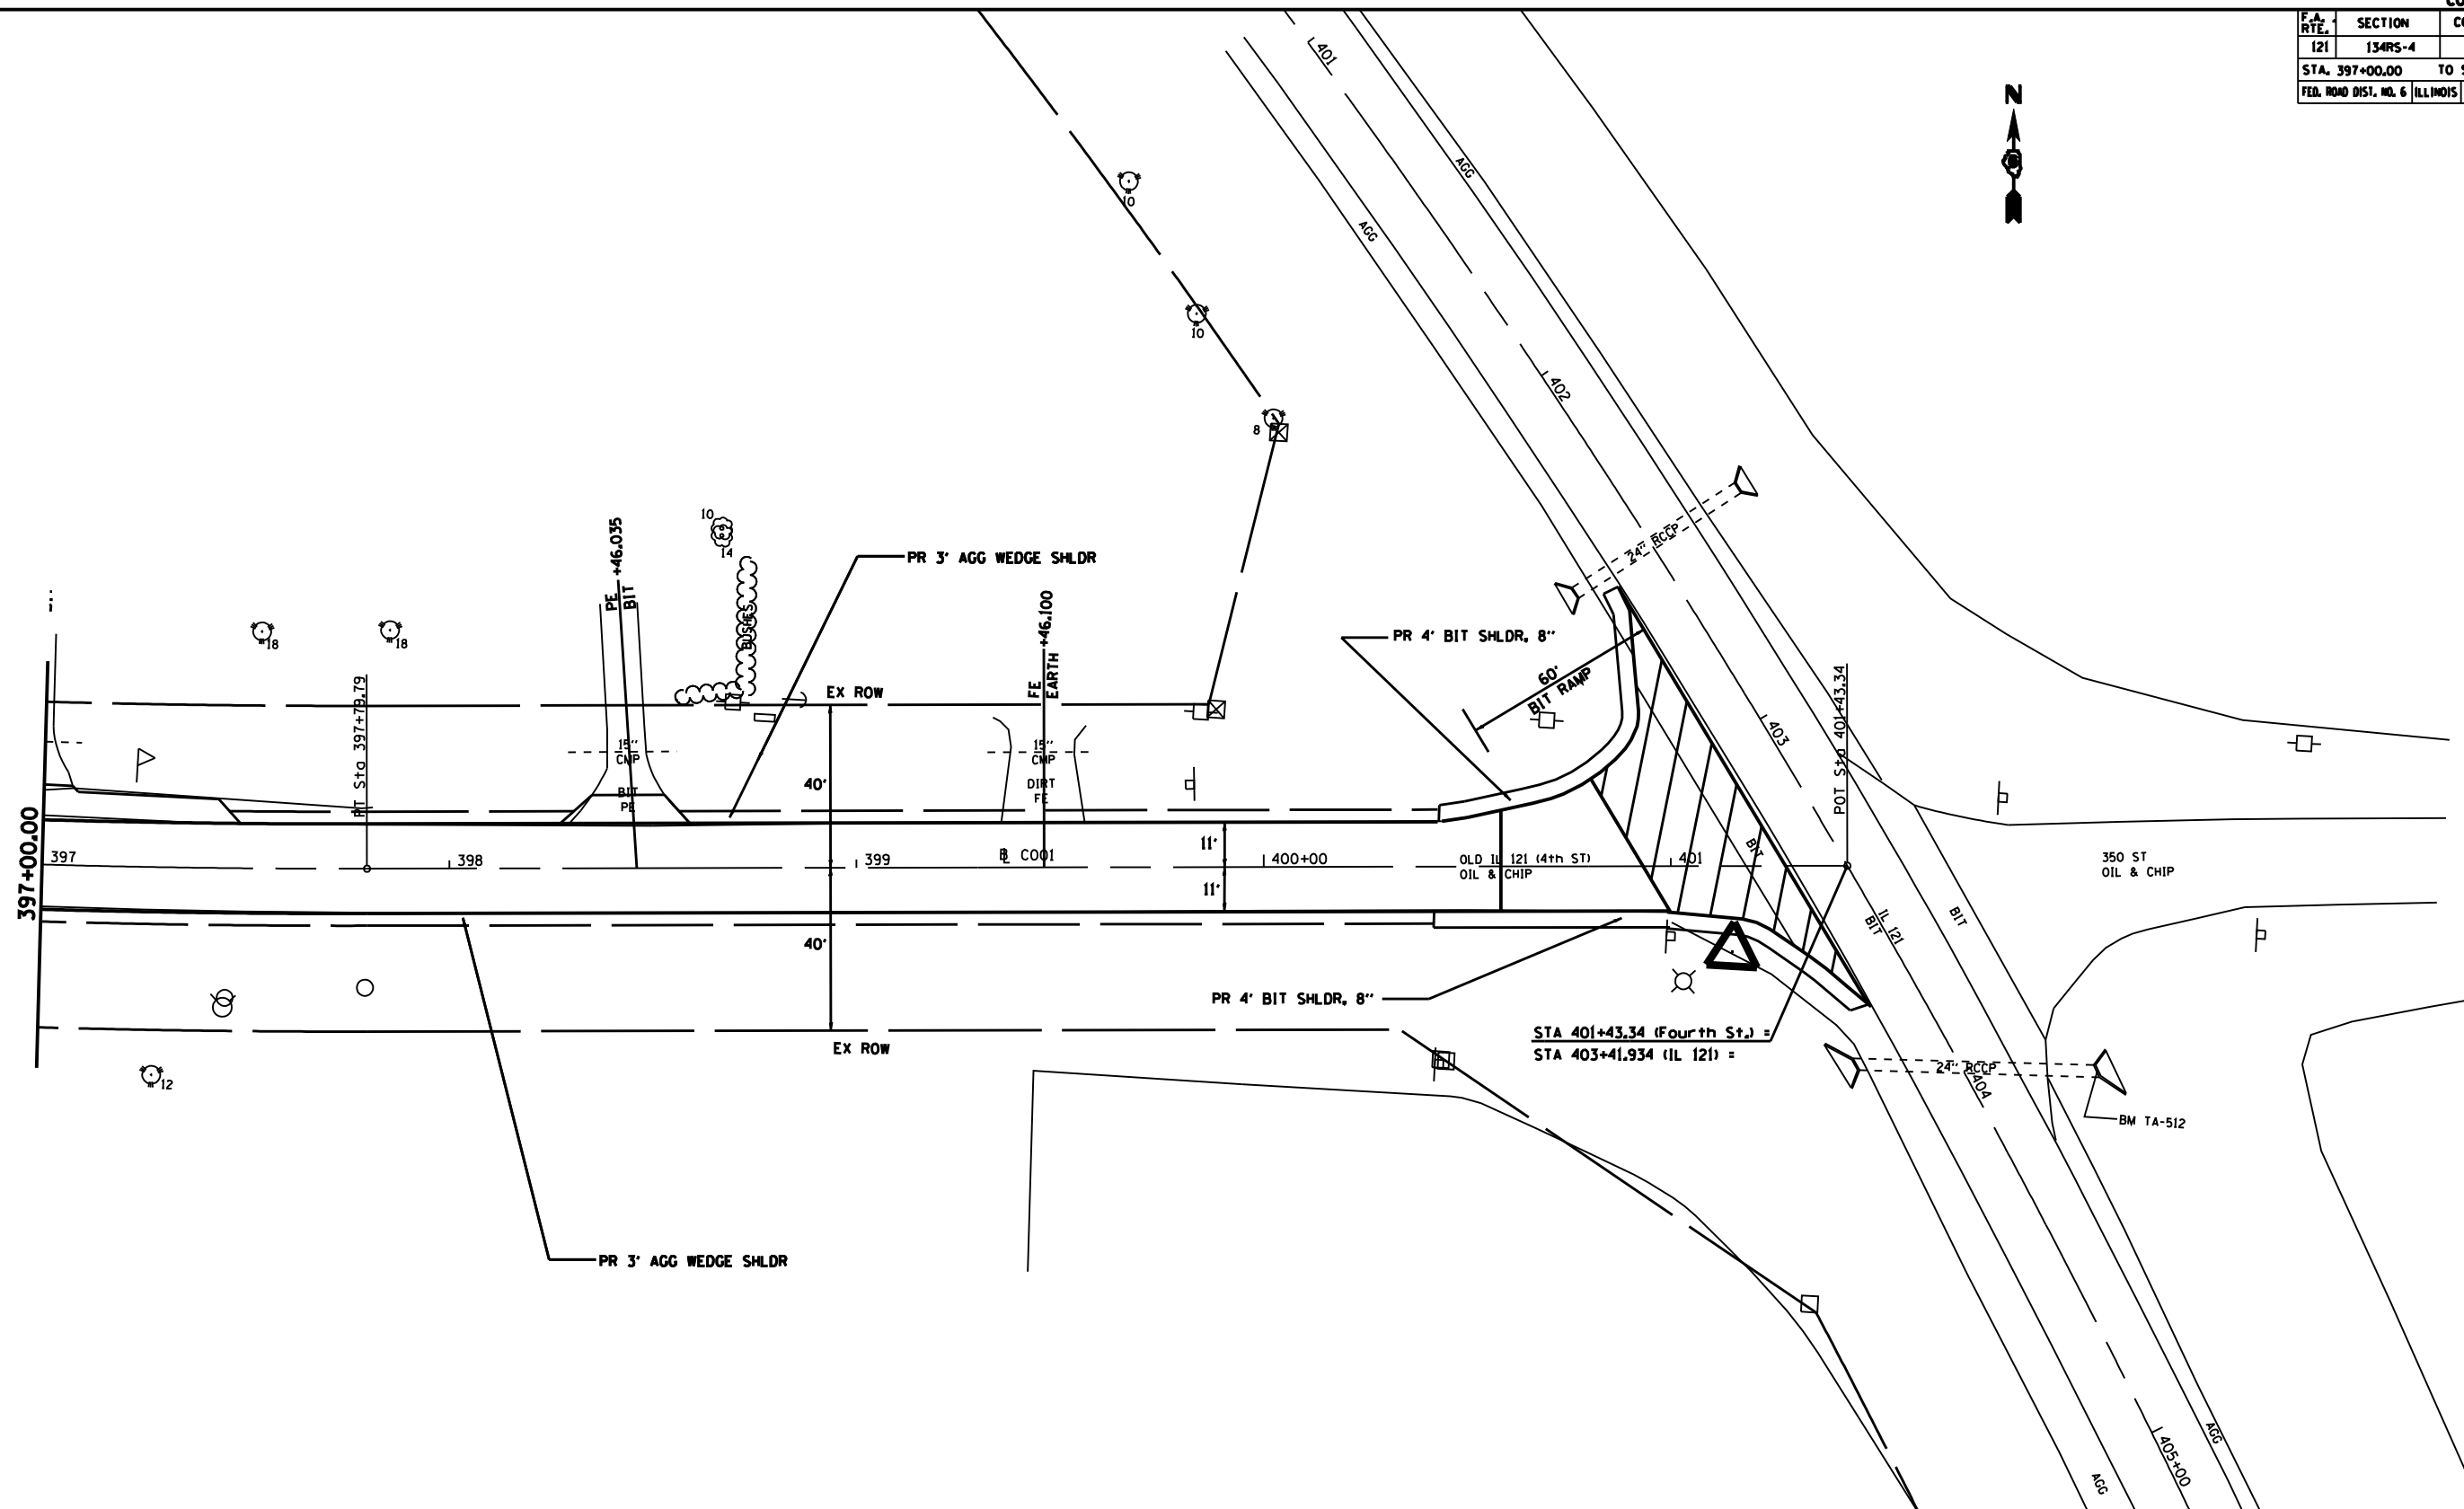 F.A. RTE. SECTION
121 134RS-4
STA. 397+00.00 TO
FED. ROAD DIST. NO. 6 ILLINOIS
N
401
AGG
AGG
10
10
402
8
10
14
+46.035
PE BIT
BUSHES
PR 3' AGG WEDGE SHLDR
24" RCCP
+46.100
FE EARTH
18
18
PR 4' BIT SHLDR, 8"
60'
BIT RAMP
PT Sta 397+79.79
EX ROW
POT Sta 401+43.34
403
15"
CMP
15"
CMP
BIT
PE
DIRT
FE
40'
11'
397+00.00
397
398
399
B C001
400+00
OLD IL 121 (4th ST)
OIL & CHIP
401
BIT
350 ST
OIL & CHIP
11'
40'
IL 121
BIT
BIT
PR 4' BIT SHLDR, 8"
STA 401+43.34 (Fourth St.) =
STA 403+41.934 (IL 121) =
EX ROW
12
24" RCCP
404
BM TA-512
PR 3' AGG WEDGE SHLDR
AGG
405+00
AGG